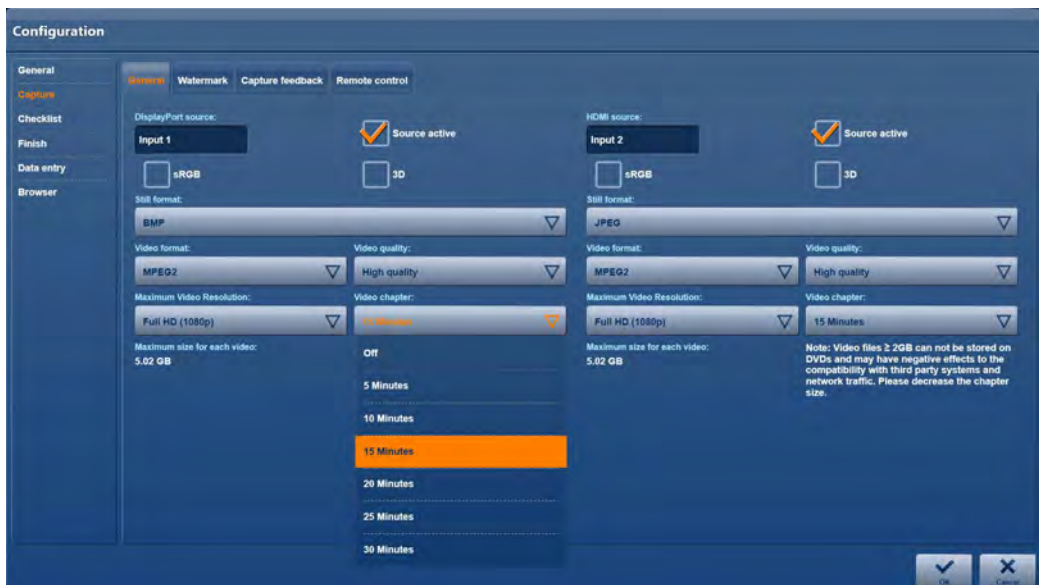 Configuration
General
Capture
Checklist
Finish
Data entry
Browser
General Watermark Capture feedback Remote control
DisplayPort source:
Input 1
Source active
sRGB
3D
Still format:
BMP
Video format:
MPEG2
Video quality:
High quality
Maximum Video Resolution:
Full HD (1080p)
Video chapter:
15 Minutes
Maximum size for each video:
5.02 GB
Off
5 Minutes
10 Minutes
15 Minutes
20 Minutes
25 Minutes
30 Minutes
HDMI source:
Input 2
Source active
sRGB
3D
Still format:
JPEG
Video format:
MPEG2
Video quality:
High quality
Maximum Video Resolution:
Full HD (1080p)
Video chapter:
15 Minutes
Maximum size for each video:
5.02 GB
Note: Video files ≥ 2GB can not be stored on
DVDs and may have negative effects to the
compatibility with third party systems and
network traffic. Please decrease the chapter
size.
OK
Cancel